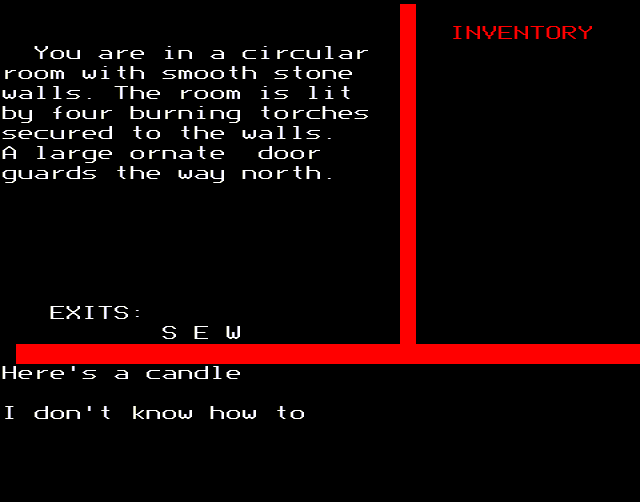 You are in a circular
room with smooth stone
walls. The room is lit
by four burning torches
secured to the walls.
A large ornate  door
guards the way north.
EXITS:
S E W
INVENTORY
Here's a candle
I don't know how to